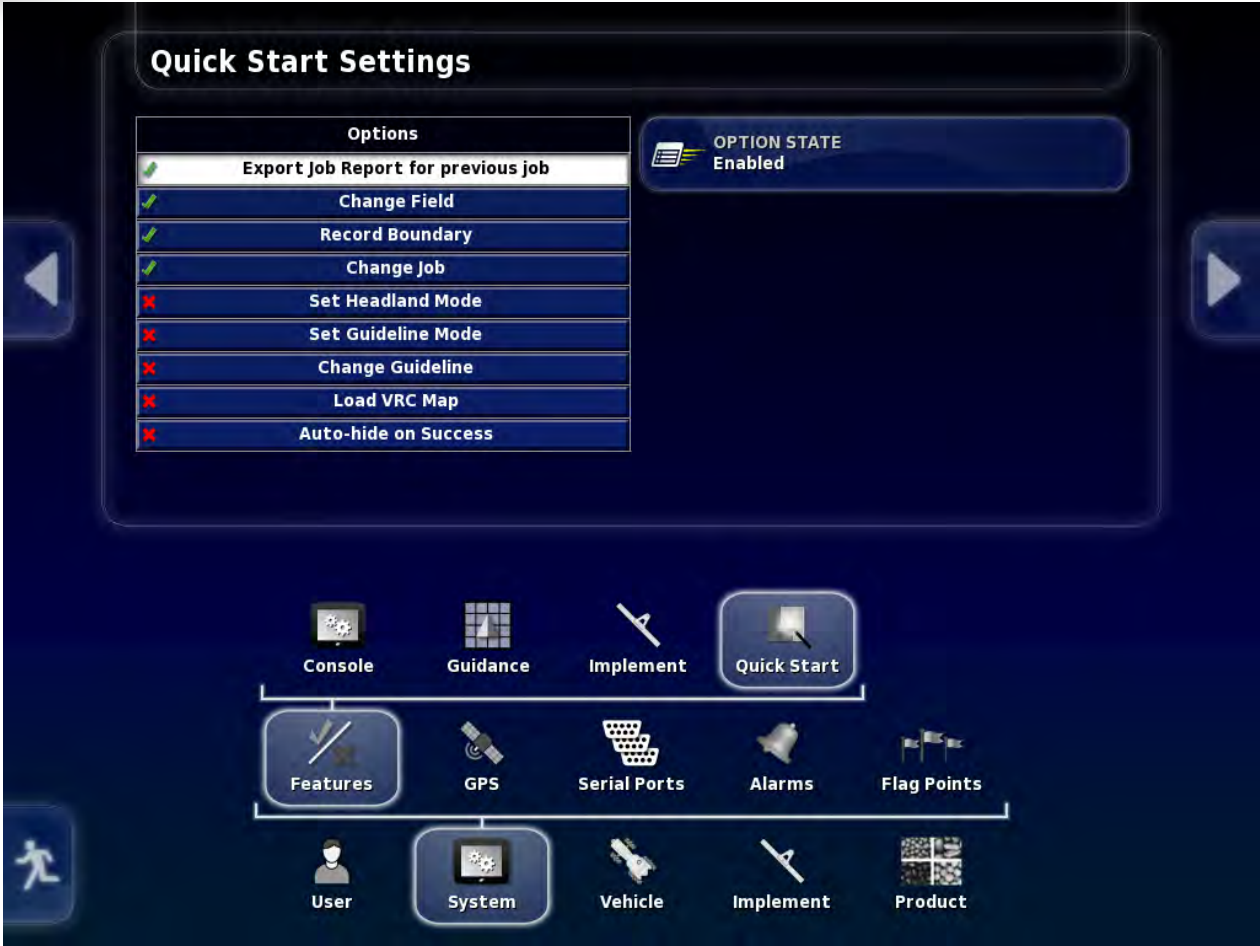 Quick Start Settings
Options
Export Job Report for previous job
Change Field
Record Boundary
Change Job
Set Headland Mode
Set Guideline Mode
Change Guideline
Load VRC Map
Auto-hide on Success
OPTION STATE
Enabled
Console Guidance Implement Quick Start
Features GPS Serial Ports Alarms Flag Points
User System Vehicle Implement Product